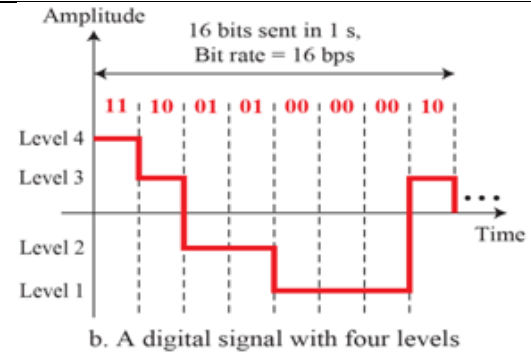 Amplitude
16 bits sent in 1 s,
Bit rate = 16 bps
11 10 01 01 00 00 00 10
Level 4
Level 3
Time
Level 2
Level 1
b. A digital signal with four levels